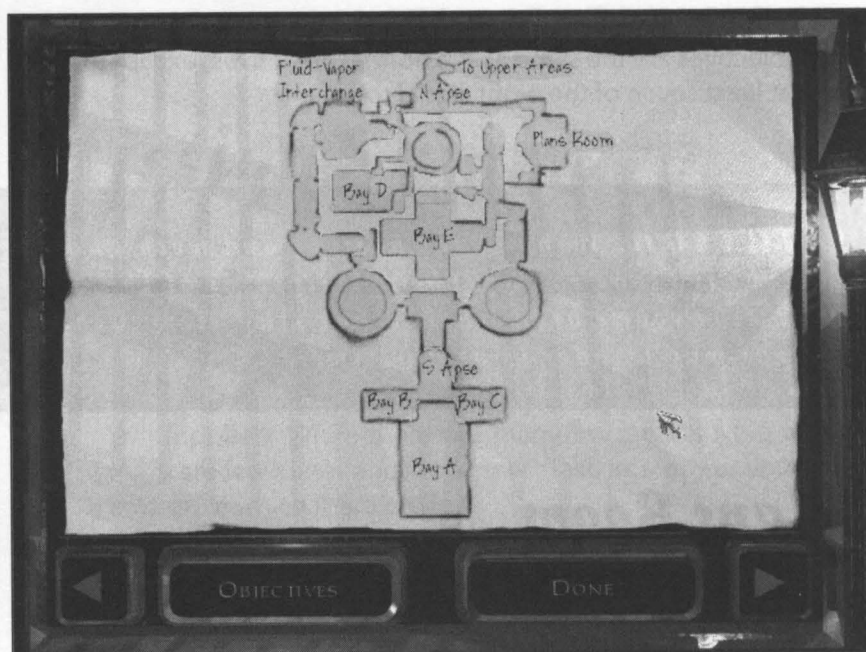 Fluid-Vapor
Interchange
To Upper Areas
N Apse
Plans Room
Bay D
Bay E
S Apse
Bay B
Bay C
Bay A
OBJECTIVES
DONE